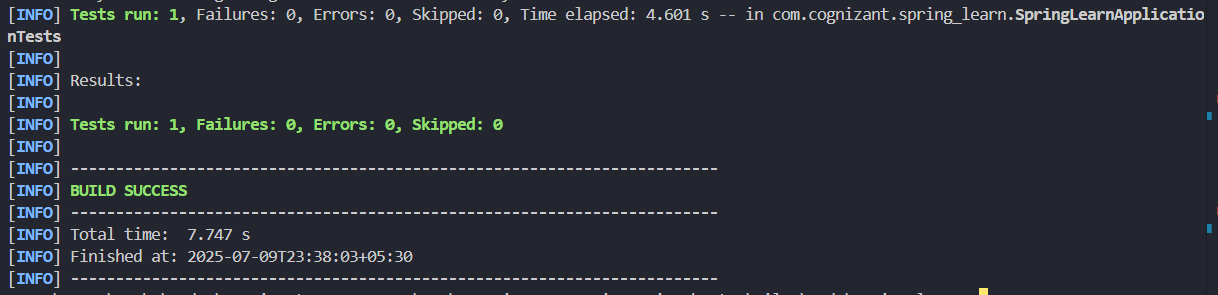 [INFO] Tests run: 1, Failures: 0, Errors: 0, Skipped: 0, Time elapsed: 4.601 s -- in com.cognizant.spring_learn.SpringLearnApplicatio
nTests
[INFO]
[INFO] Results:
[INFO]
[INFO] Tests run: 1, Failures: 0, Errors: 0, Skipped: 0
[INFO]
[INFO] ------------------------------------------------------------------------
[INFO] BUILD SUCCESS
[INFO] ------------------------------------------------------------------------
[INFO] Total time:  7.747 s
[INFO] Finished at: 2025-07-09T23:38:03+05:30
[INFO] ------------------------------------------------------------------------